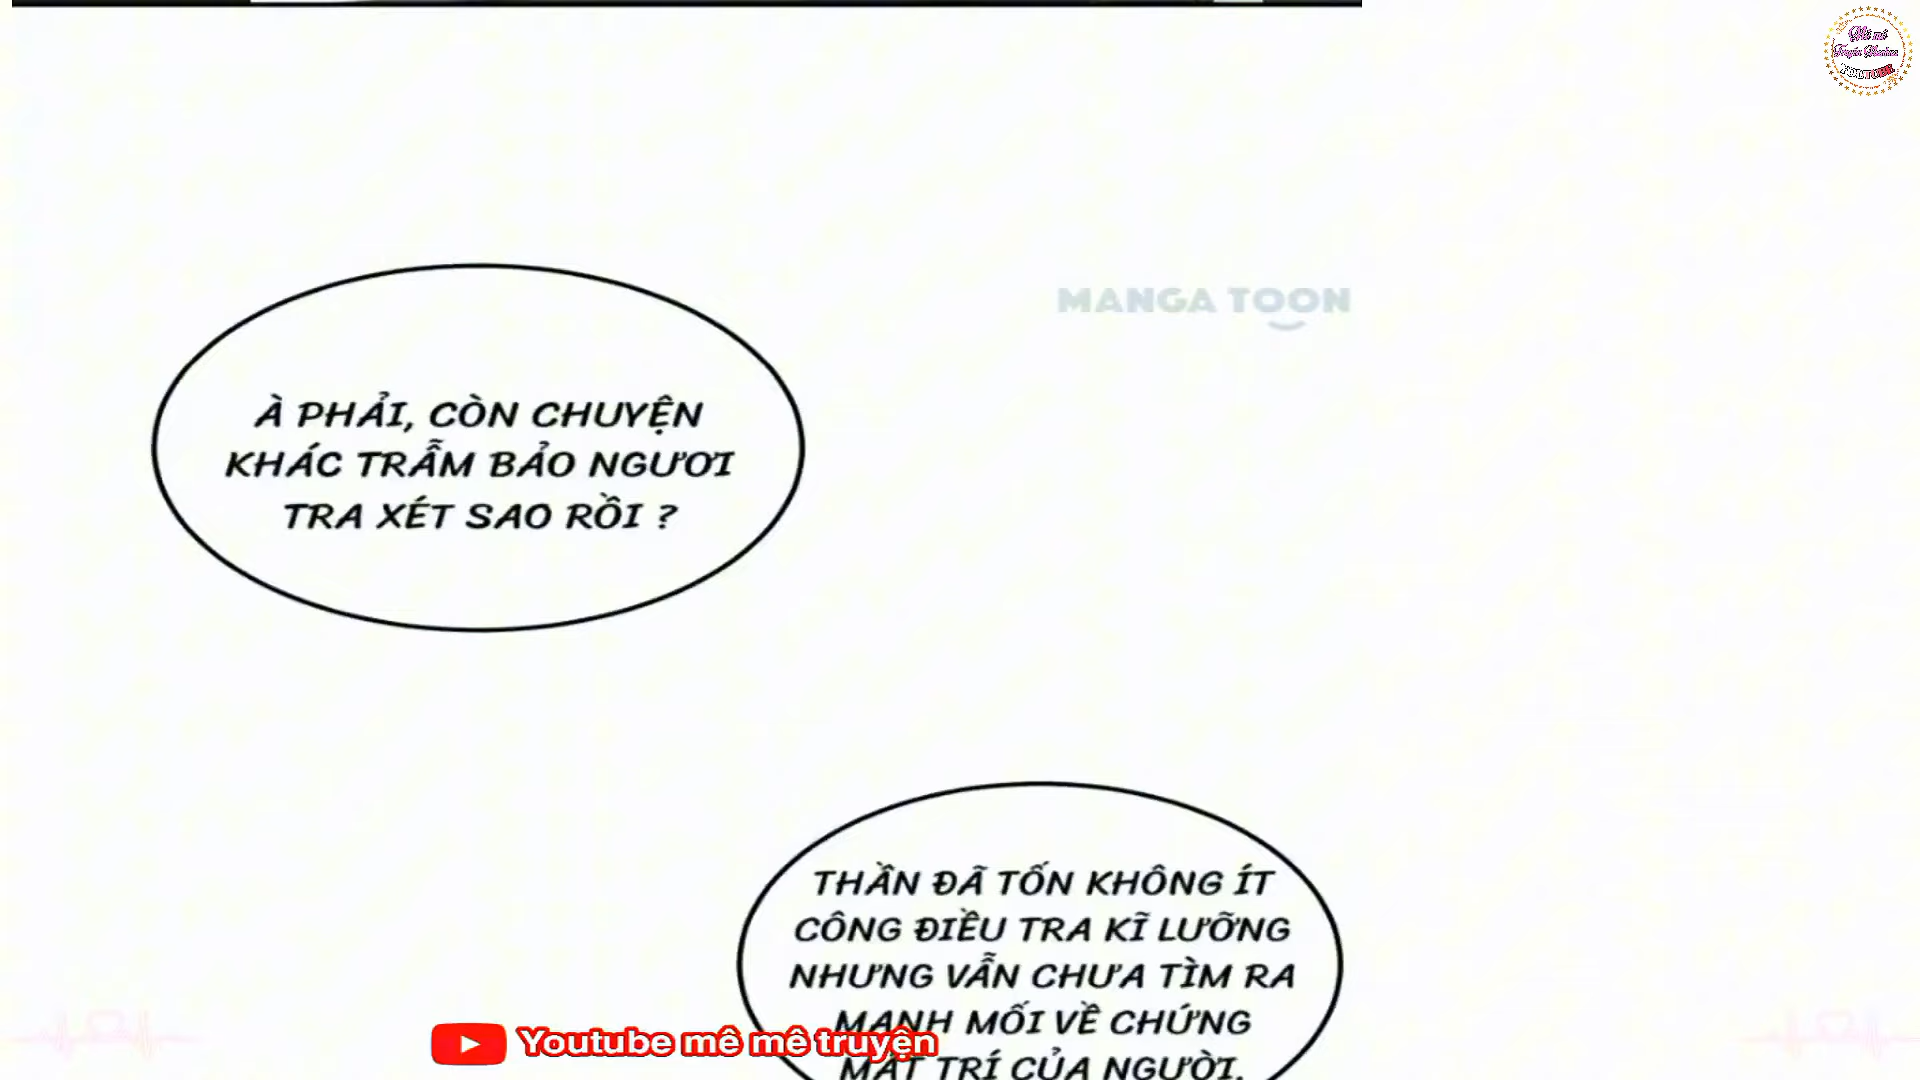 MANGA TOON
À PHẢI, CÒN CHUYỆN
KHÁC TRẪM BẢO NGƯƠI
TRA XÉT SAO RỒI ?
THẦN ĐÃ TỐN KHÔNG ÍT
CÔNG ĐIỀU TRA KĨ LƯỠNG
NHƯNG VẪN CHƯA TÌM RA
MANH MỐI VỀ CHỨNG
MẤT TRÍ CỦA NGƯỜI.
Youtube mê mê truyện